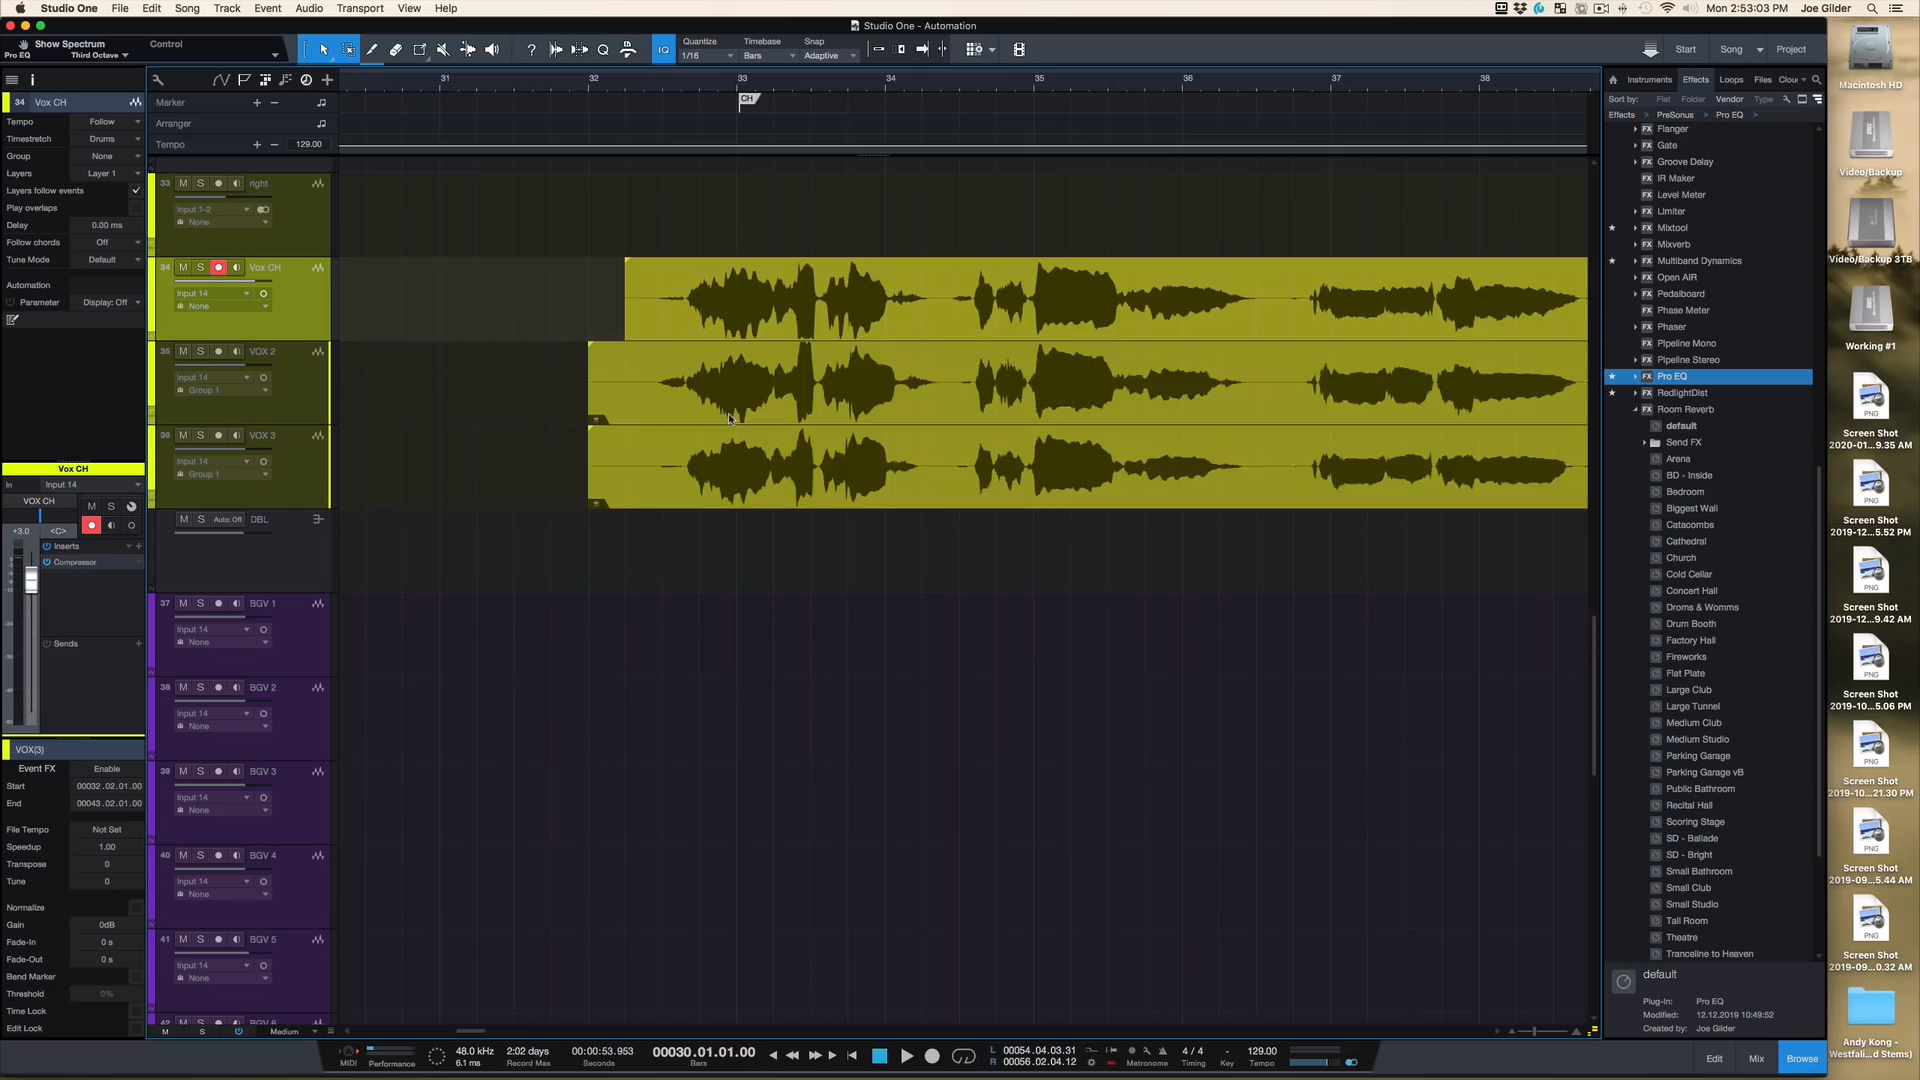 Studio One File Edit Song Track Event Audio Transport View Help
Mon 2:53:03 PM Joe Gilder
Studio One - Automation
Show Spectrum Control
Pro EQ Third Octave
IQ Quantize 1/16 Timebase Bars Snap Adaptive
Start Song Project
34 Vox CH
Tempo Follow
Timestretch Drums
Group None
Layers Layer 1
Layers follow events
Play overlaps
Delay 0.00 ms
Follow chords Off
Tune Mode Default
Automation
Parameter Display: Off
Vox CH
In Input 14
VOX CH M S
+3.0 <C>
Inserts
Compressor
Sends
VOX(3)
Event FX Enable
Start 00032.02.01.00
End 00043.02.01.00
File Tempo Not Set
Speedup 1.00
Transpose 0
Tune 0
Normalize
Gain 0dB
Fade-In 0 s
Fade-Out 0 s
Bend Marker
Threshold 0%
Time Lock
Edit Lock
31 32 33 34 35 36 37 38
Marker CH
Arranger
Tempo 129.00
33 M S right
Input 1-2
None
34 M S Vox CH
Input 14
None
35 M S VOX 2
Input 14
Group 1
36 M S VOX 3
Input 14
Group 1
M S Auto: Off DBL
37 M S BGV 1
Input 14
None
38 M S BGV 2
Input 14
None
39 M S BGV 3
Input 14
None
40 M S BGV 4
Input 14
None
41 M S BGV 5
Input 14
None
42 BGV 6
M S Medium
Instruments Effects Loops Files Clou
Sort by: Flat Folder Vendor Type
Effects > PreSonus > Pro EQ >
FX Flanger
FX Gate
FX Groove Delay
FX IR Maker
FX Level Meter
FX Limiter
FX Mixtool
FX Mixverb
FX Multiband Dynamics
FX Open AIR
FX Pedalboard
FX Phase Meter
FX Phaser
FX Pipeline Mono
FX Pipeline Stereo
FX Pro EQ
FX RedlightDist
FX Room Reverb
default
Send FX
Arena
BD - Inside
Bedroom
Biggest Wall
Catacombs
Cathedral
Church
Cold Cellar
Concert Hall
Droms & Womms
Drum Booth
Factory Hall
Fireworks
Flat Plate
Large Club
Large Tunnel
Medium Club
Medium Studio
Parking Garage
Parking Garage vB
Public Bathroom
Recital Hall
Scoring Stage
SD - Ballade
SD - Bright
Small Bathroom
Small Club
Small Studio
Tall Room
Theatre
Tranceline to Heaven
default
Plug-In: Pro EQ
Modified: 12.12.2019 10:49:52
Created by: Joe Gilder
Edit Mix Browse
MIDI Performance
48.0 kHz
6.1 ms
2:02 days
Record Max
00:00:53.953
Seconds
00030.01.01.00
Bars
L 00054.04.03.31
R 00056.02.04.12
Metronome
4 / 4
Timing
-
Key
129.00
Tempo
Macintosh HD
Video/Backup
Video/Backup 3TB
Working #1
PNG
Screen Shot
2020-01...9.35 AM
PNG
Screen Shot
2019-12...5.52 PM
PNG
Screen Shot
2019-12...9.42 AM
PNG
Screen Shot
2019-10...5.06 PM
PNG
Screen Shot
2019-10...21.30 PM
PNG
Screen Shot
2019-09...5.44 AM
PNG
Screen Shot
2019-09...0.32 AM
Andy Kong -
Westfali...d Stems)